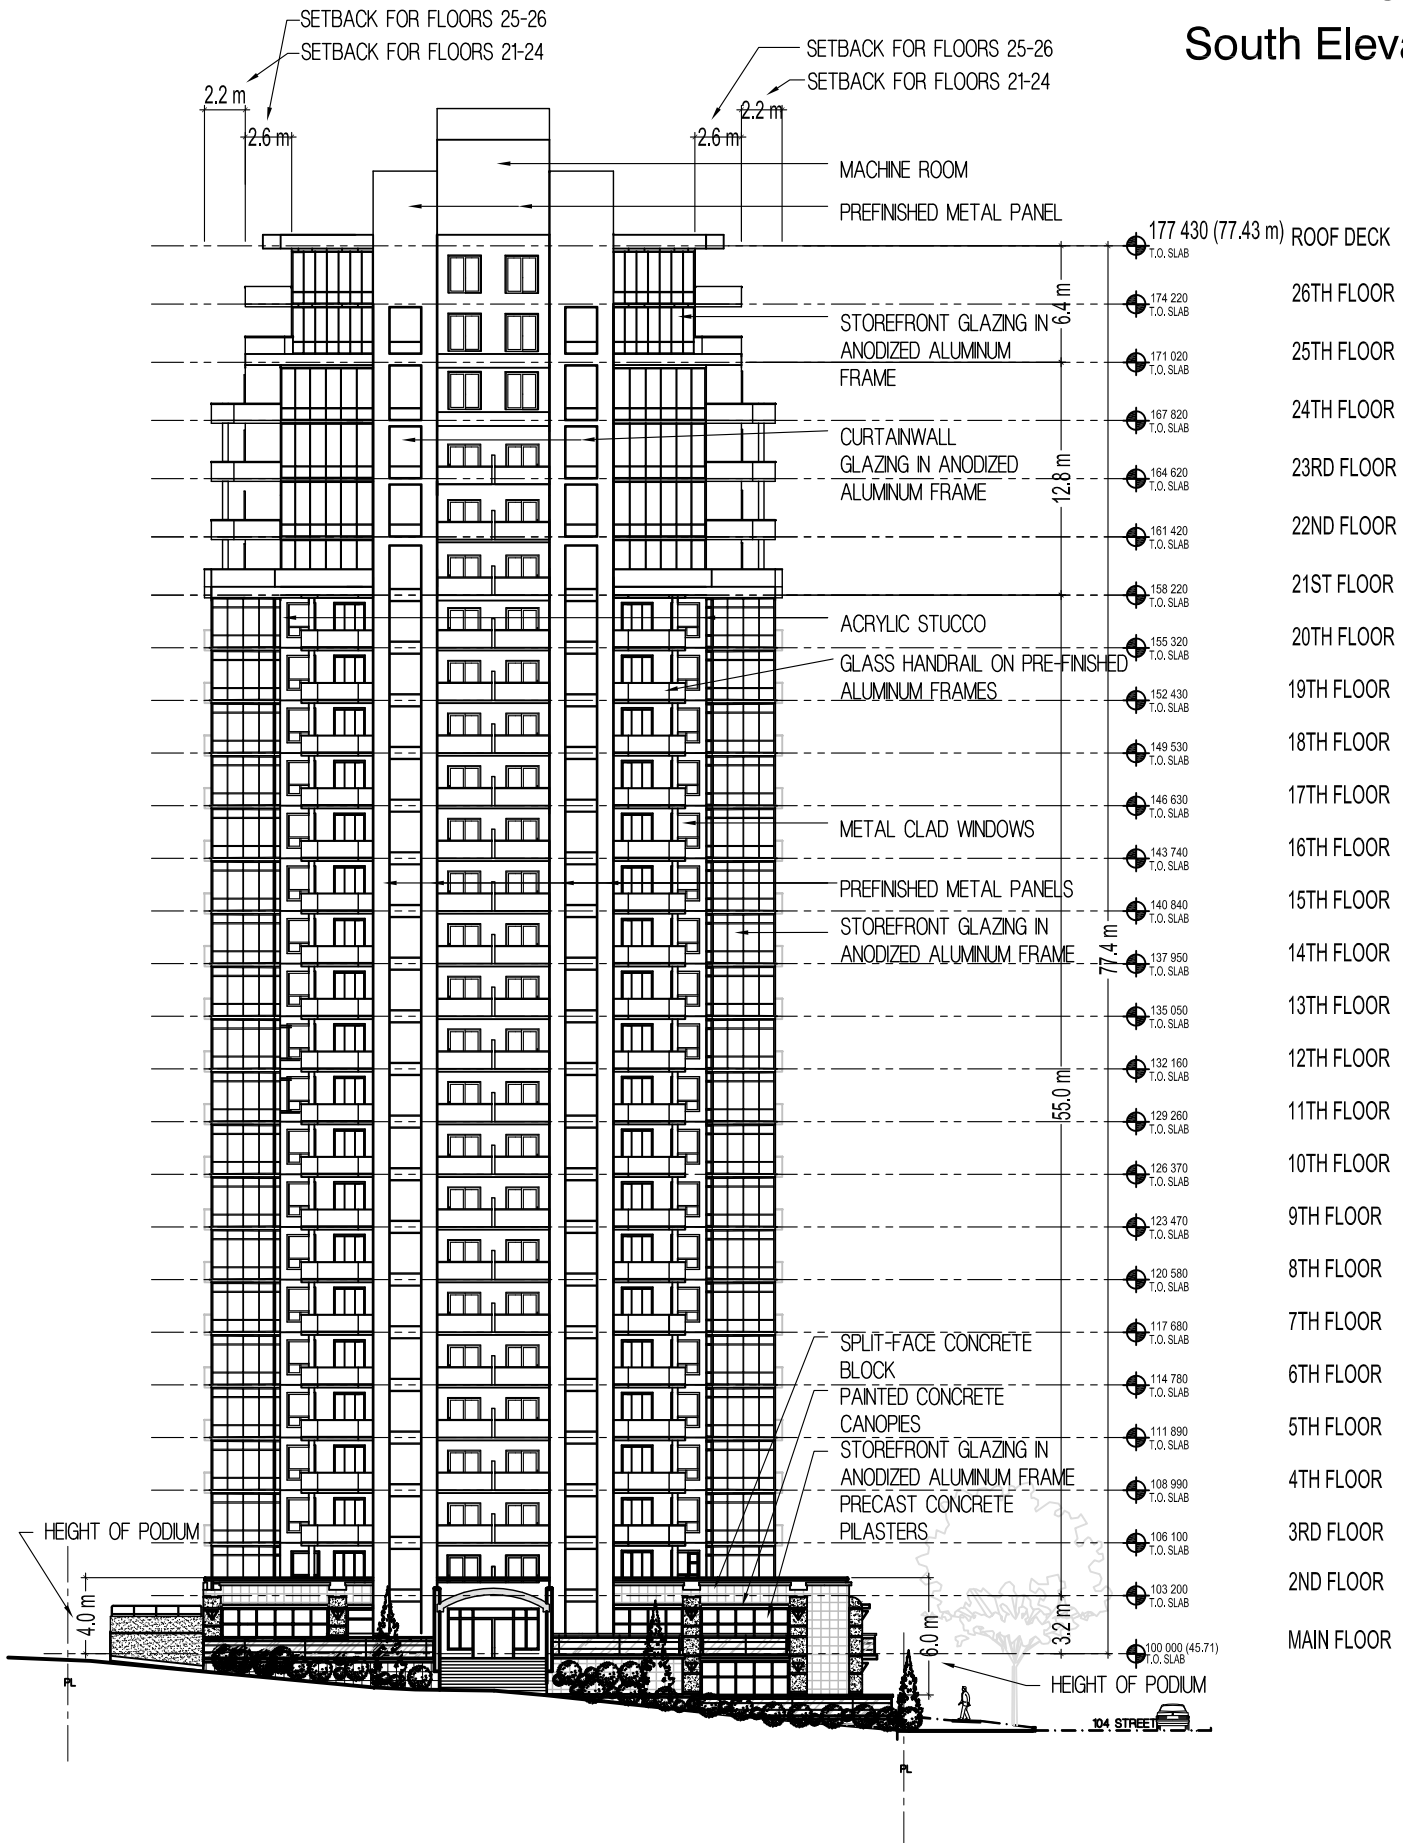 South Eleva
SETBACK FOR FLOORS 25-26
SETBACK FOR FLOORS 21-24
2.2 m
2.6 m
SETBACK FOR FLOORS 25-26
SETBACK FOR FLOORS 21-24
2.2 m
2.6 m
MACHINE ROOM
PREFINISHED METAL PANEL
177 430 (77.43 m) ROOF DECK
T.O. SLAB
6.4 m
174 220 26TH FLOOR
T.O. SLAB
STOREFRONT GLAZING IN
ANODIZED ALUMINUM
FRAME
171 020 25TH FLOOR
T.O. SLAB
167 820 24TH FLOOR
T.O. SLAB
CURTAINWALL
GLAZING IN ANODIZED
ALUMINUM FRAME
12.8 m
164 620 23RD FLOOR
T.O. SLAB
161 420 22ND FLOOR
T.O. SLAB
158 220 21ST FLOOR
T.O. SLAB
ACRYLIC STUCCO
155 320 20TH FLOOR
T.O. SLAB
GLASS HANDRAIL ON PRE-FINISHED
ALUMINUM FRAMES
152 430 19TH FLOOR
T.O. SLAB
149 530 18TH FLOOR
T.O. SLAB
146 630 17TH FLOOR
T.O. SLAB
METAL CLAD WINDOWS
143 740 16TH FLOOR
T.O. SLAB
PREFINISHED METAL PANELS
140 840 15TH FLOOR
T.O. SLAB
STOREFRONT GLAZING IN
ANODIZED ALUMINUM FRAME
77.4 m
137 950 14TH FLOOR
T.O. SLAB
135 050 13TH FLOOR
T.O. SLAB
132 160 12TH FLOOR
T.O. SLAB
55.0 m
129 260 11TH FLOOR
T.O. SLAB
126 370 10TH FLOOR
T.O. SLAB
123 470 9TH FLOOR
T.O. SLAB
120 580 8TH FLOOR
T.O. SLAB
117 680 7TH FLOOR
T.O. SLAB
SPLIT-FACE CONCRETE
BLOCK
114 780 6TH FLOOR
T.O. SLAB
PAINTED CONCRETE
CANOPIES
111 890 5TH FLOOR
T.O. SLAB
STOREFRONT GLAZING IN
ANODIZED ALUMINUM FRAME
108 990 4TH FLOOR
T.O. SLAB
PRECAST CONCRETE
PILASTERS
106 100 3RD FLOOR
T.O. SLAB
HEIGHT OF PODIUM
4.0 m
103 200 2ND FLOOR
T.O. SLAB
3.2 m
6.0 m
100 000 (45.71) MAIN FLOOR
T.O. SLAB
HEIGHT OF PODIUM
PL
104 STREET
PL